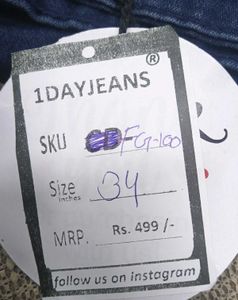 1DAYJEANS ®
SKU FG-100
Size 34
inches
MRP. Rs. 499 /-
follow us on instagram